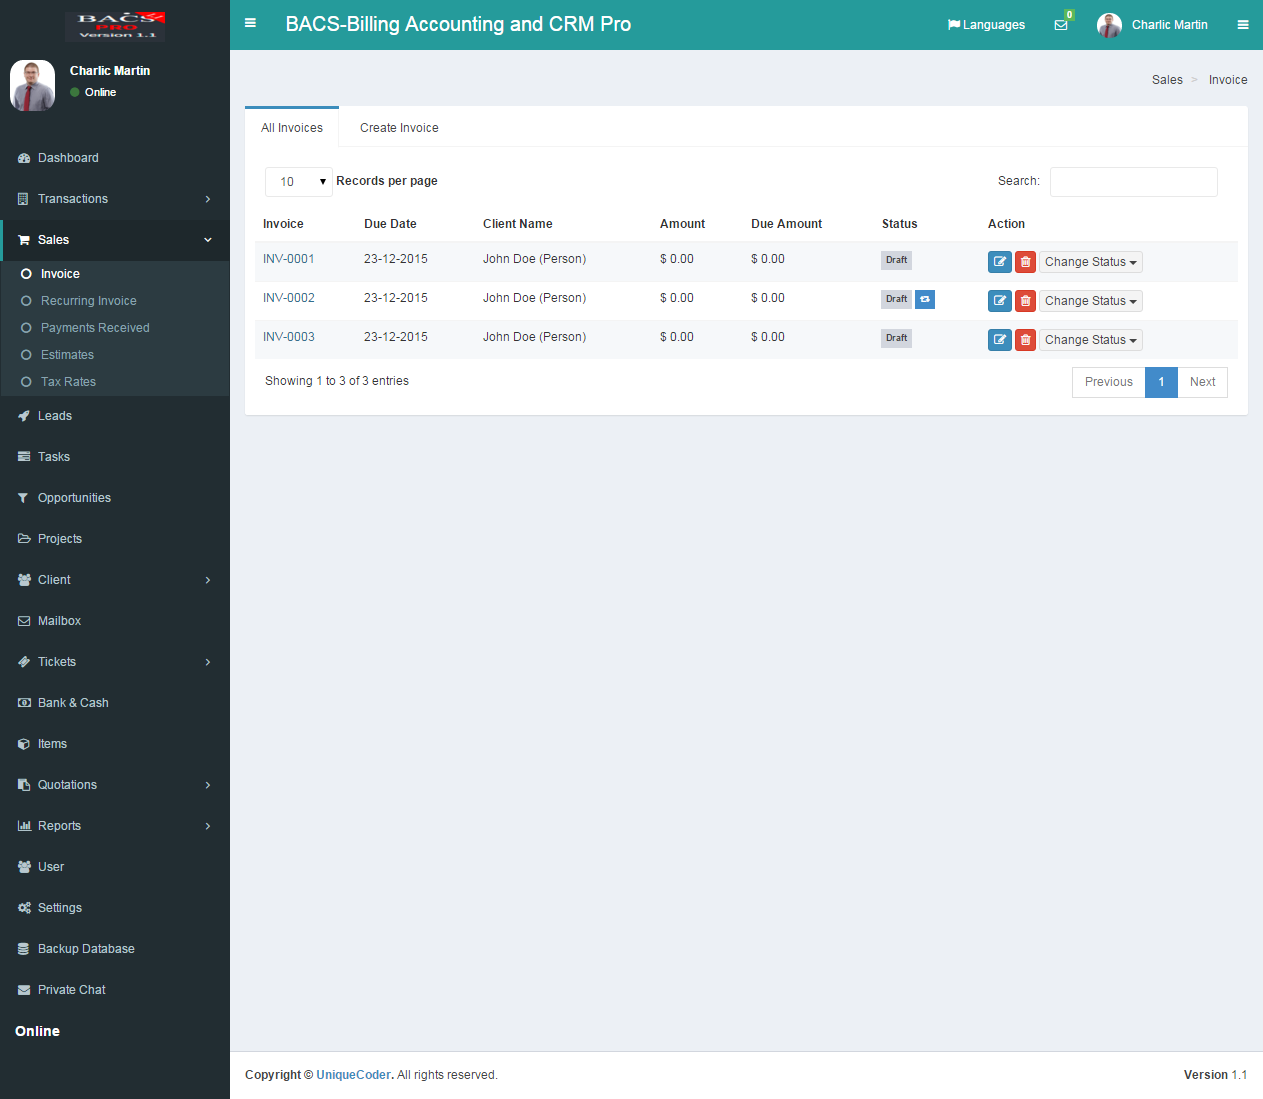 BACS
PRO
Version 1.1
Charlic Martin
Online
Dashboard
Transactions
Sales
Invoice
Recurring Invoice
Payments Received
Estimates
Tax Rates
Leads
Tasks
Opportunities
Projects
Client
Mailbox
Tickets
Bank & Cash
Items
Quotations
Reports
User
Settings
Backup Database
Private Chat
Online
BACS-Billing Accounting and CRM Pro
Languages
0
Charlic Martin
Sales > Invoice
All Invoices Create Invoice
10 Records per page Search:
Invoice Due Date Client Name Amount Due Amount Status Action
INV-0001 23-12-2015 John Doe (Person) $ 0.00 $ 0.00 Draft Change Status
INV-0002 23-12-2015 John Doe (Person) $ 0.00 $ 0.00 Draft Change Status
INV-0003 23-12-2015 John Doe (Person) $ 0.00 $ 0.00 Draft Change Status
Showing 1 to 3 of 3 entries Previous 1 Next
Copyright © UniqueCoder. All rights reserved. Version 1.1